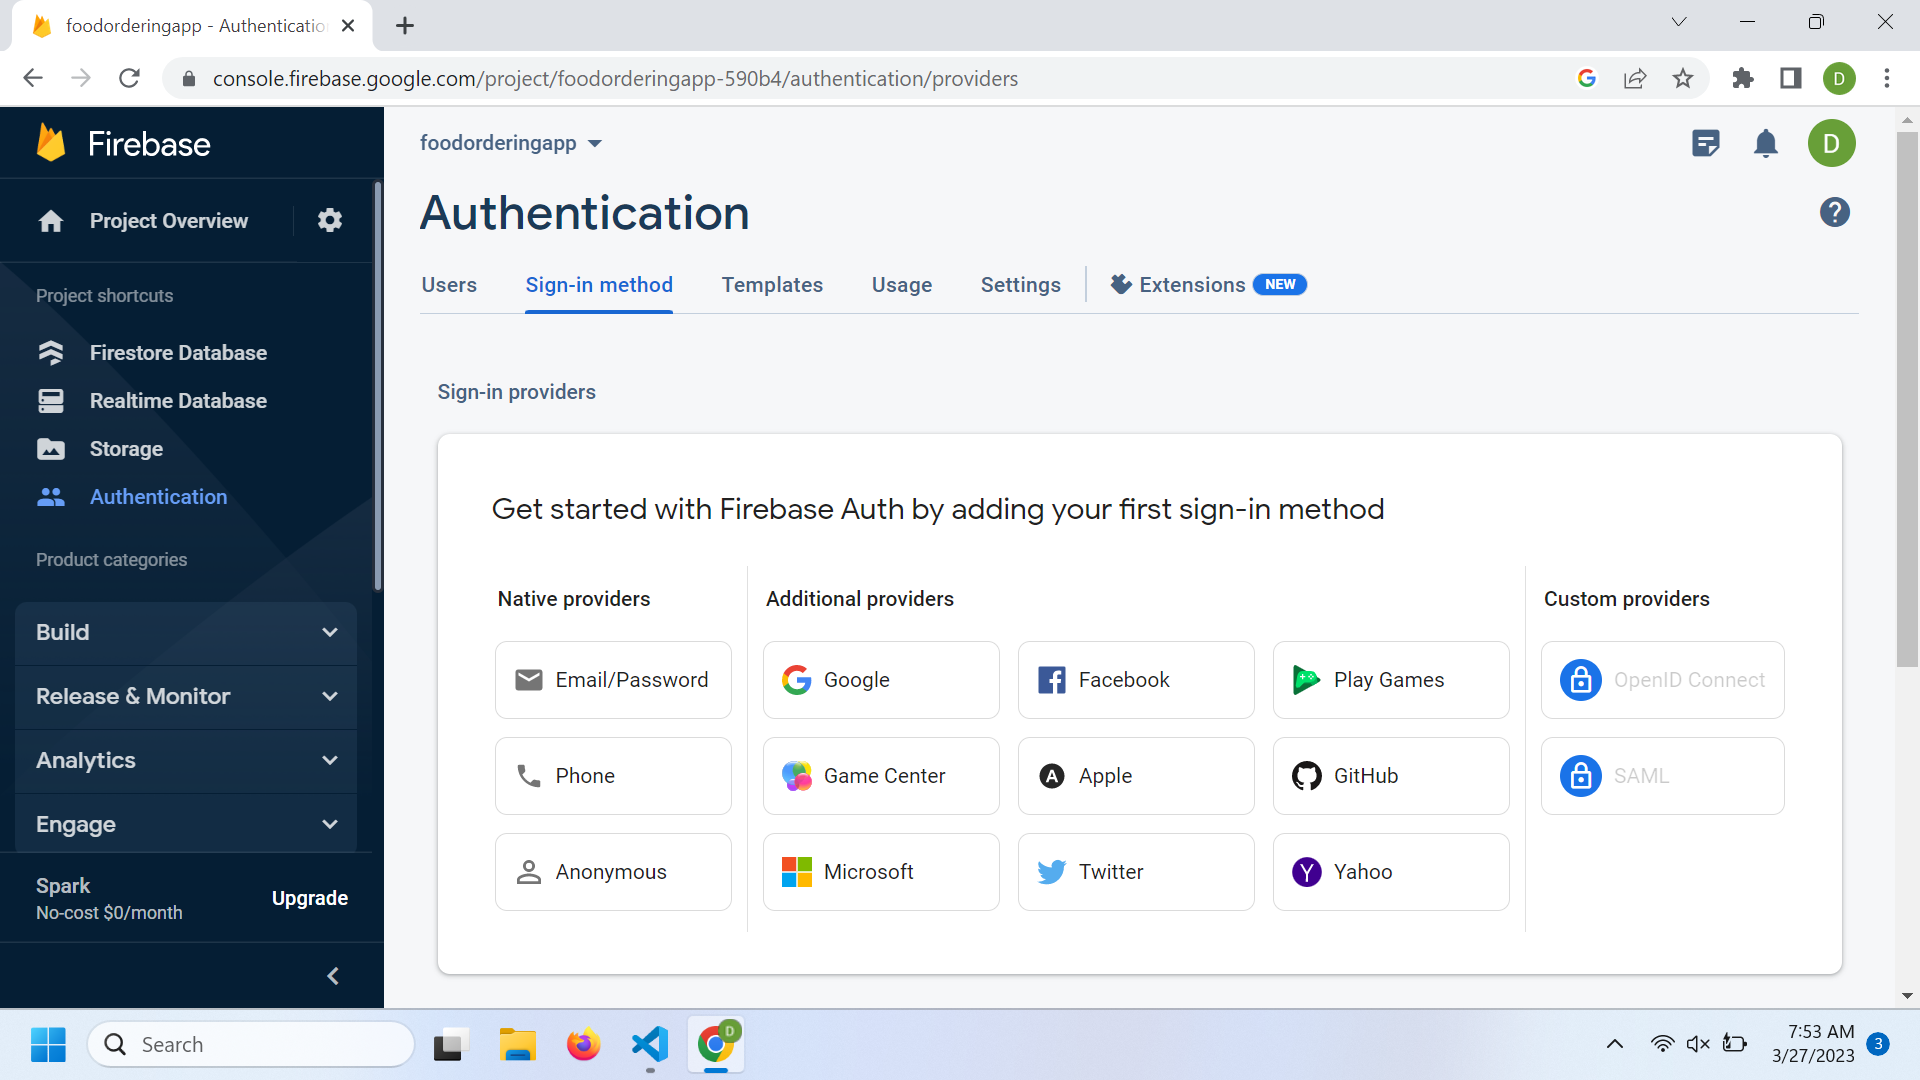 foodorderingapp - Authenticatio
console.firebase.google.com/project/foodorderingapp-590b4/authentication/providers
D
Firebase
foodorderingapp
D
Project Overview
Authentication
Users
Sign-in method
Templates
Usage
Settings
Extensions
NEW
Project shortcuts
Firestore Database
Realtime Database
Storage
Authentication
Product categories
Build
Release & Monitor
Analytics
Engage
Spark
No-cost $0/month
Upgrade
Sign-in providers
Get started with Firebase Auth by adding your first sign-in method
Native providers
Additional providers
Custom providers
Email/Password
Google
Facebook
Play Games
OpenID Connect
Phone
Game Center
Apple
GitHub
SAML
Anonymous
Microsoft
Twitter
Yahoo
Search
D
7:53 AM
3/27/2023
3